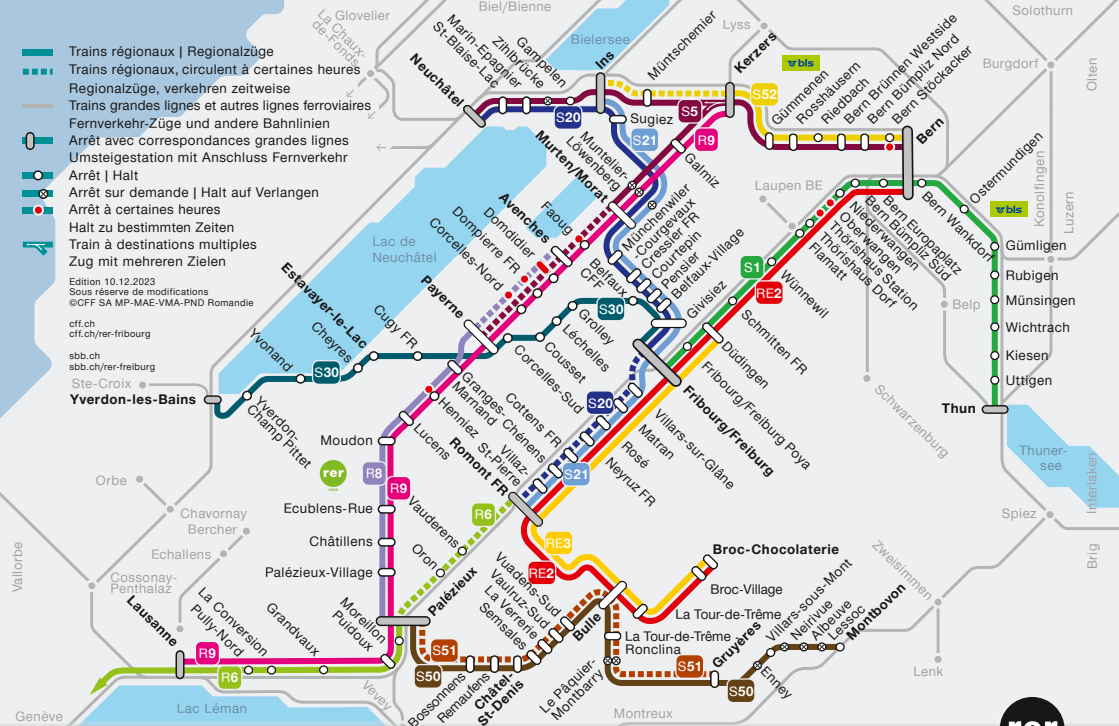 La Glovelier
La Chaux-
de-Fonds
Biel/Bienne
Solothurn
Lyss
Burgdorf
Olten
Bielersee
Trains régionaux | Regionalzüge
Trains régionaux, circulent à certaines heures
Regionalzüge, verkehren zeitweise
Trains grandes lignes et autres lignes ferroviaires
Fernverkehr-Züge und andere Bahnlinien
Arrêt avec correspondances grandes lignes
Umsteigestation mit Anschluss Fernverkehr
Arrêt | Halt
Arrêt sur demande | Halt auf Verlangen
Arrêt à certaines heures
Halt zu bestimmten Zeiten
Train à destinations multiples
Zug mit mehreren Zielen
Edition 10.12.2023
Sous réserve de modifications
©CFF SA MP-MAE-VMA-PND Romandie
cff.ch
cff.ch/rer-fribourg
sbb.ch
sbb.ch/rer-freiburg
Neuchâtel
St-Blaise-Lac
Marin-Epagnier
Zihlbrücke
Gampelen
Ins
Müntschemier
Kerzers
bls
S52
S20
S5
R9
S21
Sugiez
Gümmenen
Rosshäusern
Riedbach
Bern Brünnen Westside
Bern Bümpliz Nord
Bern Stöckacker
Bern
Muntelier-
Löwenberg
Murten/Morat
Galmiz
Faoug
Avenches
Domdidier
Dompierre FR
Corcelles-Nord
Payerne
Lac de
Neuchâtel
Münchenwiler
-Courgevaux
Cressier FR
Courtepin
Pensier
Belfaux-Village
Belfaux
CFF
Givisiez
Laupen BE
Ostermundigen
bls
Konolfingen
Luzern
Bern Wankdorf
Bern Europaplatz
Bern Bümpliz Süd
Niederwangen
Oberwangen
Thörishaus Station
Thörishaus Dorf
Flamatt
Wünnewil
Schmitten FR
Düdingen
Fribourg/Freiburg Poya
Fribourg/Freiburg
S1
RE2
Gümligen
Rubigen
Münsingen
Wichtrach
Kiesen
Uttigen
Thun
Thuner-
see
Belp
Schwarzenburg
Interlaken
Spiez
Brig
Zweisimmen
Lenk
Estavayer-le-Lac
Cheyres
Yvonand
Cugy FR
S30
S30
Grolley
Léchelles
Cousset
Corcelles-Sud
Ste-Croix
Yverdon-les-Bains
Yverdon-
Champ Pittet
Granges-
Marnand
Henniez
Lucens
Moudon
rer
R8
R9
Ecublens-Rue
Châtillens
Palézieux-Village
Moreillon
Puidoux
Palézieux
Oron
Vauderens
R6
Romont FR
Villaz-
St-Pierre
Chénens
Cottens FR
S20
S21
Villars-sur-Glâne
Matran
Rosé
Neyruz FR
RE3
RE2
Vuadens-Sud
Vaulruz-Sud
La Verrerie
Semsales
Bulle
Broc-Chocolaterie
Broc-Village
La Tour-de-Trême
La Tour-de-Trême
Ronclina
Le Pâquier-
Montbarry
S51
S50
Gruyères
Enney
Villars-sous-Mont
Neirivue
Albeuve
Lessoc
Montbovon
S51
S50
Châtel-
St-Denis
Remaufens
Bossonnens
Orbe
Chavornay
Bercher
Echallens
Vallorbe
Cossonay-
Penthalaz
Lausanne
Pully-Nord
La Conversion
Grandvaux
R9
R6
Vevey
Lac Léman
Genève
Montreux
rer